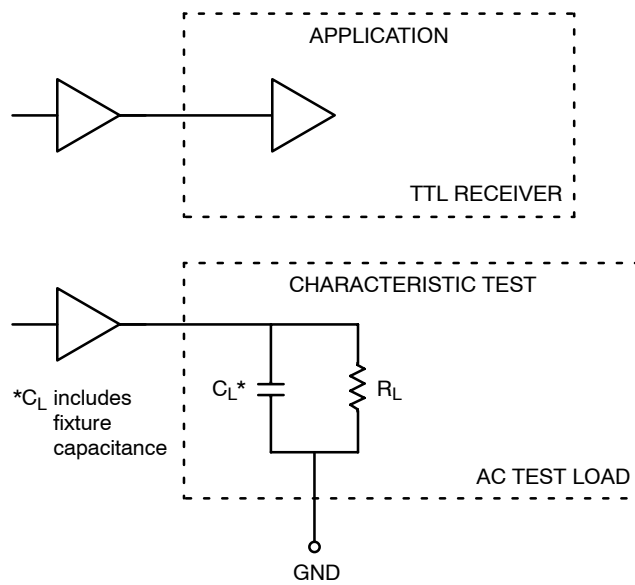 APPLICATION
TTL RECEIVER
CHARACTERISTIC TEST
*CL includes
fixture
capacitance
CL*
RL
AC TEST LOAD
GND